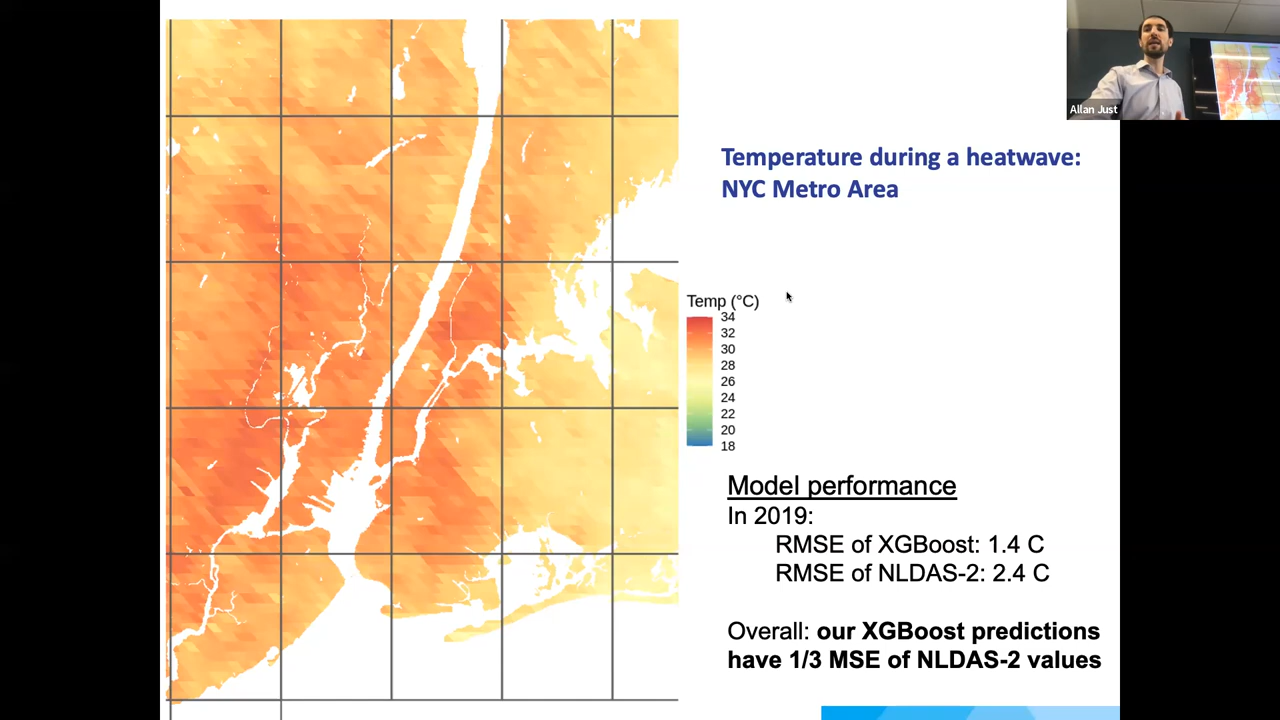 Allan Just
Temperature during a heatwave:
NYC Metro Area
Temp (°C)
34
32
30
28
26
24
22
20
18
Model performance
In 2019:
RMSE of XGBoost: 1.4 C
RMSE of NLDAS-2: 2.4 C
Overall: our XGBoost predictions
have 1/3 MSE of NLDAS-2 values